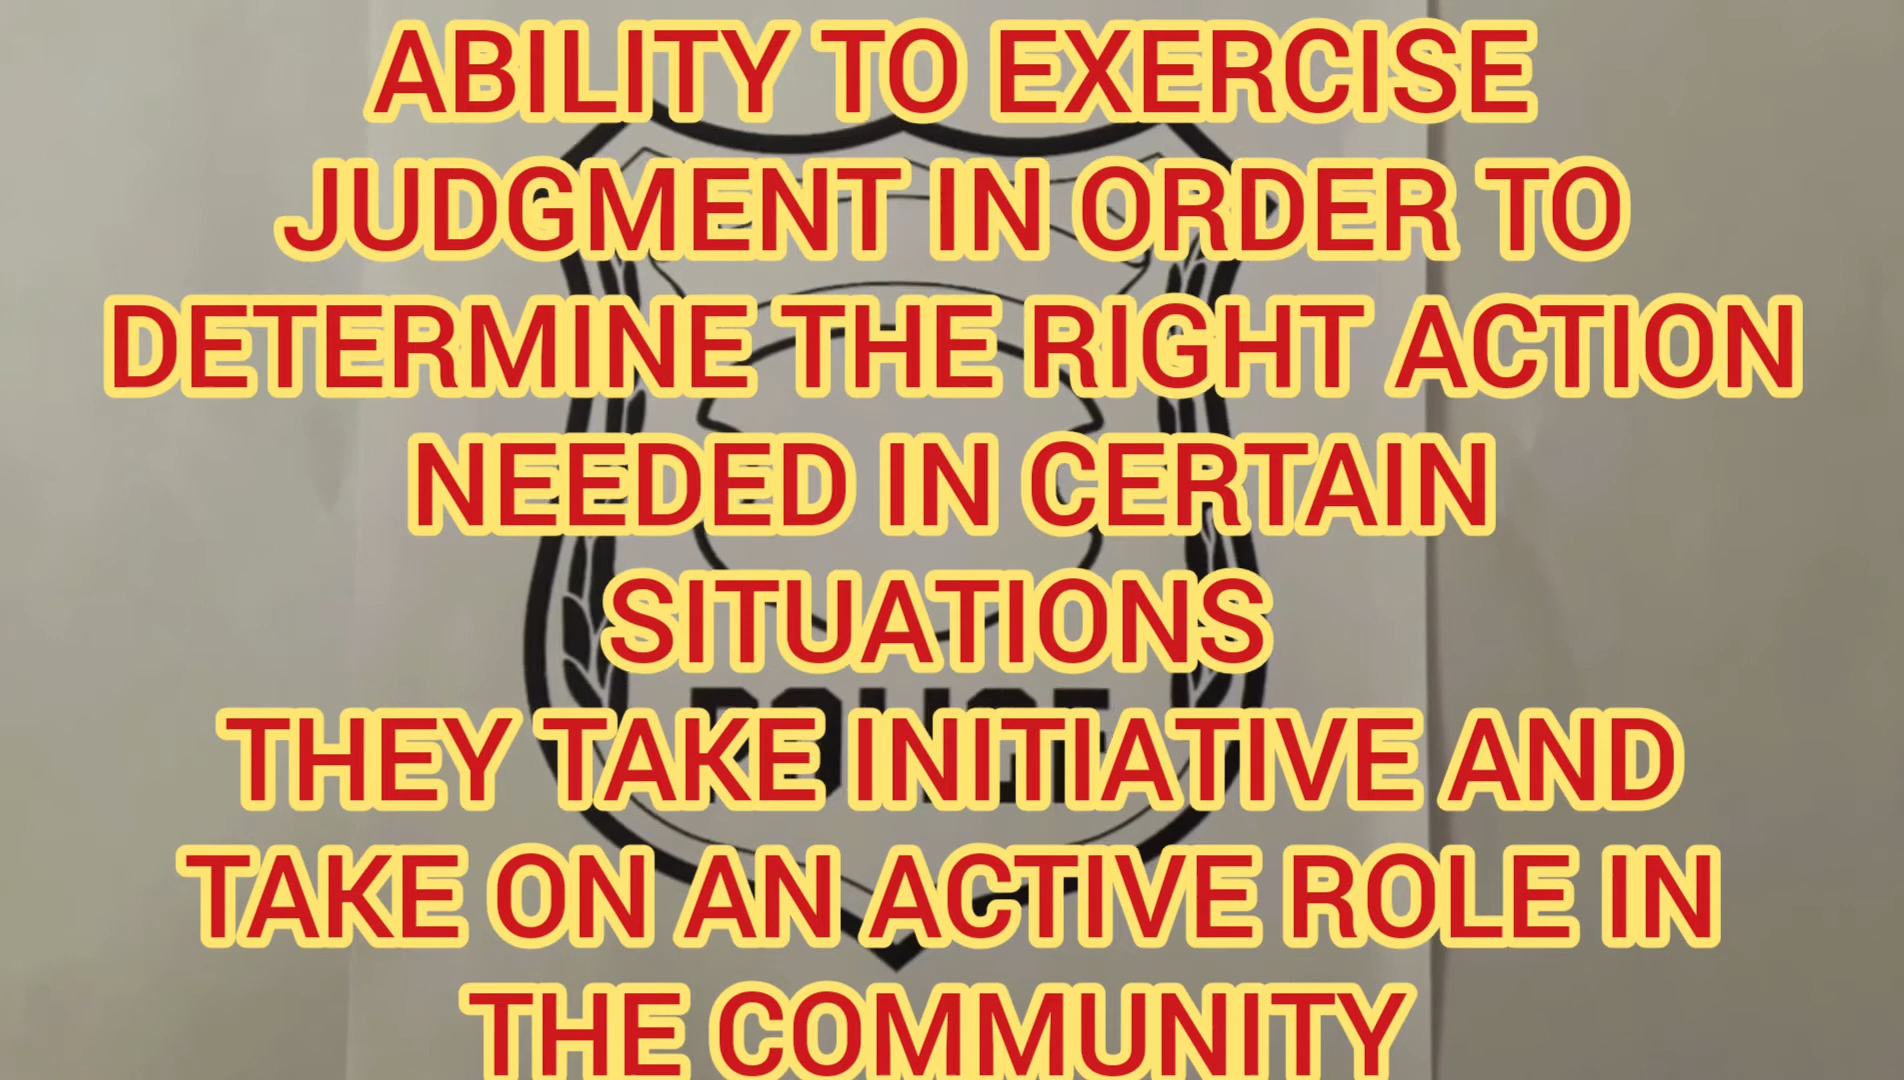 ABILITY TO EXERCISE
JUDGMENT IN ORDER TO
DETERMINE THE RIGHT ACTION
NEEDED IN CERTAIN
SITUATIONS
THEY TAKE INITIATIVE AND
TAKE ON AN ACTIVE ROLE IN
THE COMMUNITY
POLICE